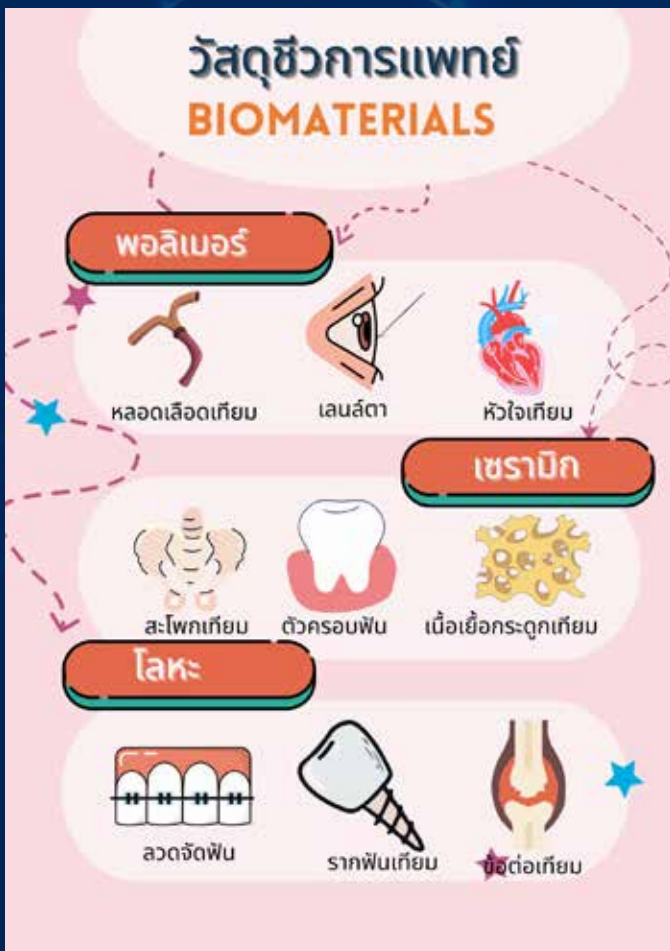 วัสดุชีวการแพทย์
BIOMATERIALS
พอลิเมอร์
หลอดเลือดเทียม เลนส์ตา หัวใจเทียม
เซรามิก
สะโพกเทียม ตัวครอบฟัน เนื้อเยื่อกระดูกเทียม
โลหะ
ลวดจัดฟัน รากฟันเทียม ข้อต่อเทียม